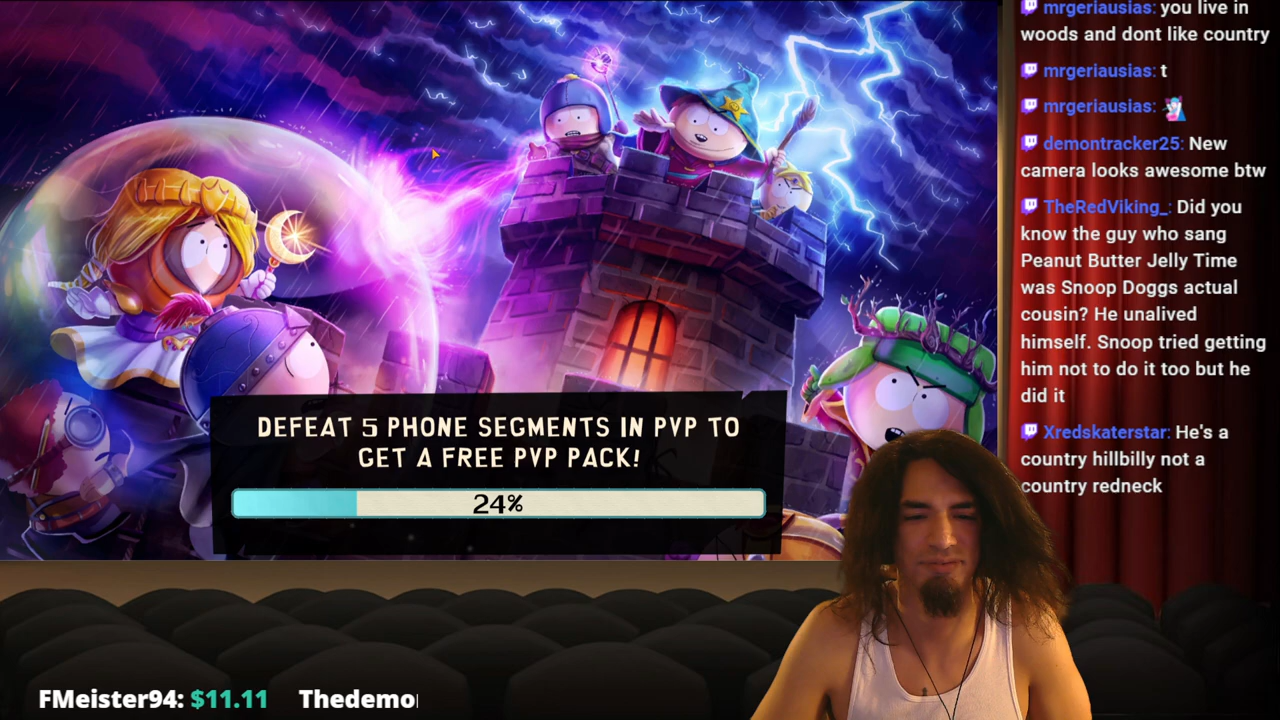 mrgeriausias: you live in
woods and dont like country
mrgeriausias: t
mrgeriausias:
demontracker25: New
camera looks awesome btw
TheRedViking_: Did you
know the guy who sang
Peanut Butter Jelly Time
was Snoop Doggs actual
cousin? He unalived
himself. Snoop tried getting
him not to do it too but he
did it
Xredskaterstar: He's a
country hillbilly not a
country redneck
DEFEAT 5 PHONE SEGMENTS IN PVP TO
GET A FREE PVP PACK!
24%
FMeister94: $11.11 Thedemo